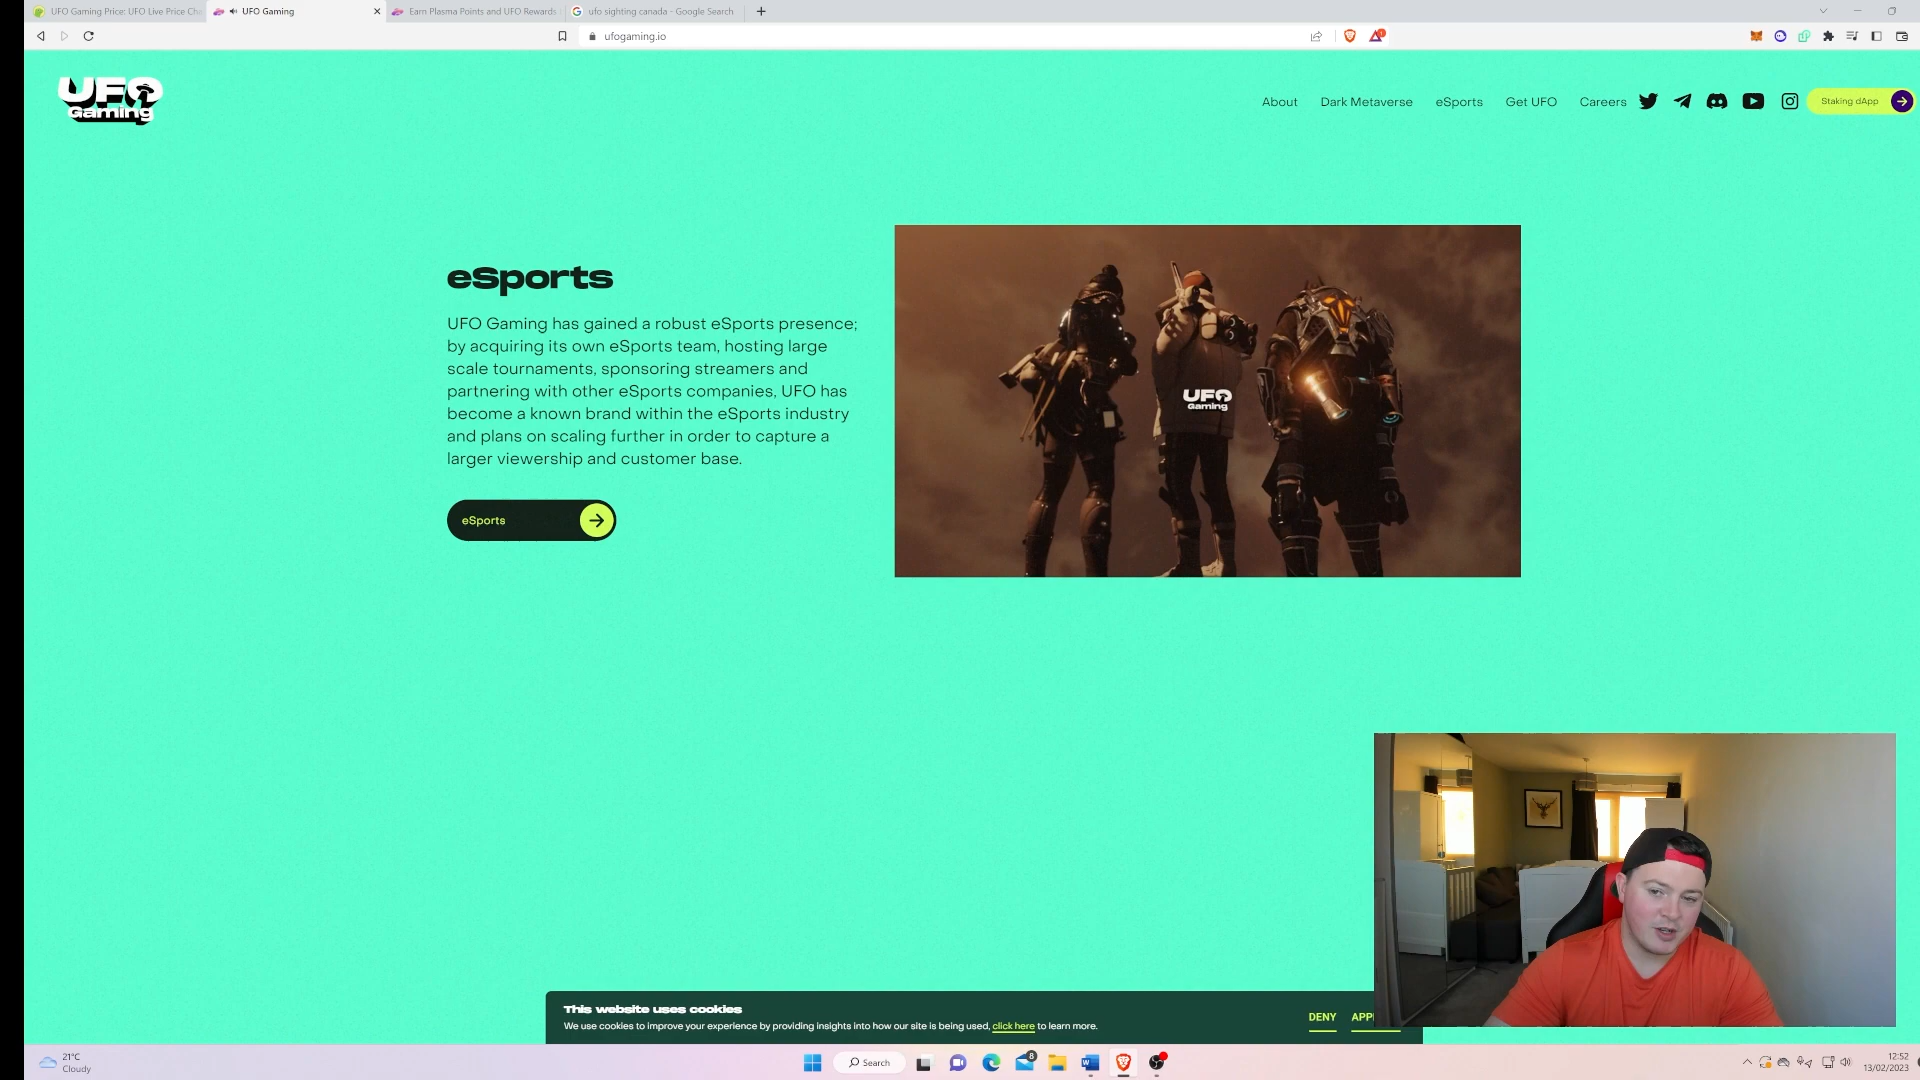 UFO Gaming Price: UFO Live Price Ch
UFO Gaming
Earn Plasma Points and UFO Rewards
ufo sighting canada - Google Search
ufogaming.io
UFO
Gaming
About
Dark Metaverse
eSports
Get UFO
Careers
Staking dApp
eSports
UFO Gaming has gained a robust eSports presence;
by acquiring its own eSports team, hosting large
scale tournaments, sponsoring streamers and
partnering with other eSports companies, UFO has
become a known brand within the eSports industry
and plans on scaling further in order to capture a
larger viewership and customer base.
eSports
UFO
Gaming
This website uses cookies
We use cookies to improve your experience by providing insights into how our site is being used, click here to learn more.
DENY
APP
21°C
Cloudy
Search
8
12:52
13/02/2023